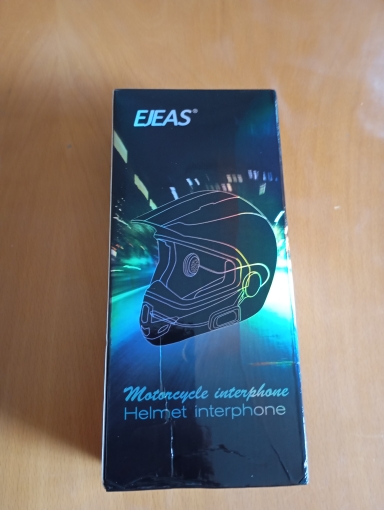 EJEAS®
Motorcycle interphone
Helmet interphone